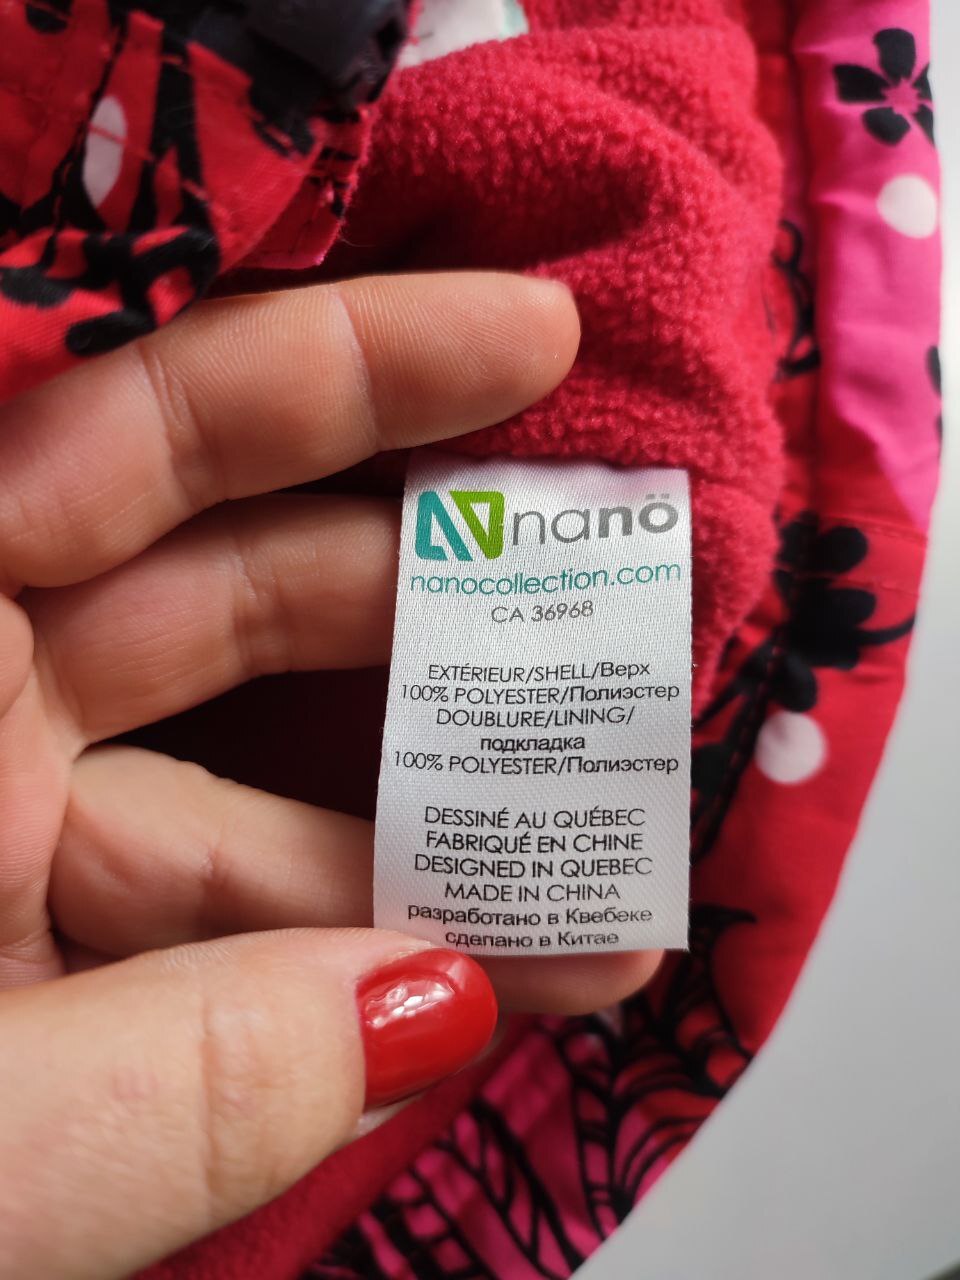 nanö
nanocollection.com
CA 36968
EXTÉRIEUR/SHELL/Верх
100% POLYESTER/Полиэстер
DOUBLURE/LINING/
подкладка
100% POLYESTER/Полиэстер
DESSINÉ AU QUÉBEC
FABRIQUÉ EN CHINE
DESIGNED IN QUEBEC
MADE IN CHINA
разработано в Квебеке
сделано в Китае